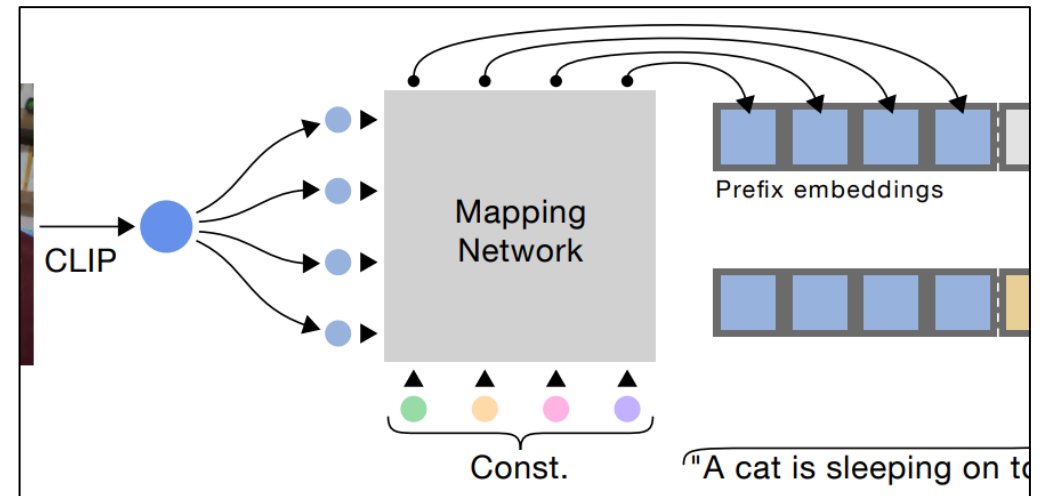 CLIP
Mapping
Network
Prefix embeddings
Const.
"A cat is sleeping on